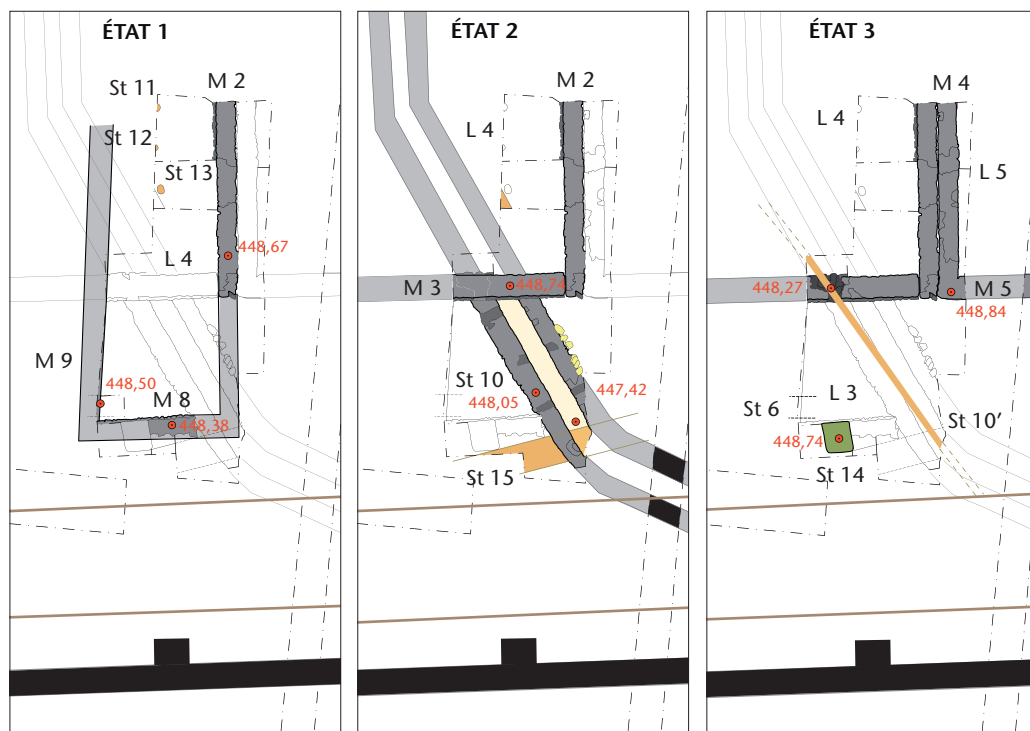 ÉTAT 1
M 2
St 11
St 12
St 13
448,67
L 4
M 9
448,50
M 8
448,38
ÉTAT 2
M 2
L 4
M 3
448,74
St 10
448,05
447,42
St 15
ÉTAT 3
M 4
L 4
L 5
448,27
M 5
448,84
L 3
St 6
St 10’
448,74
St 14